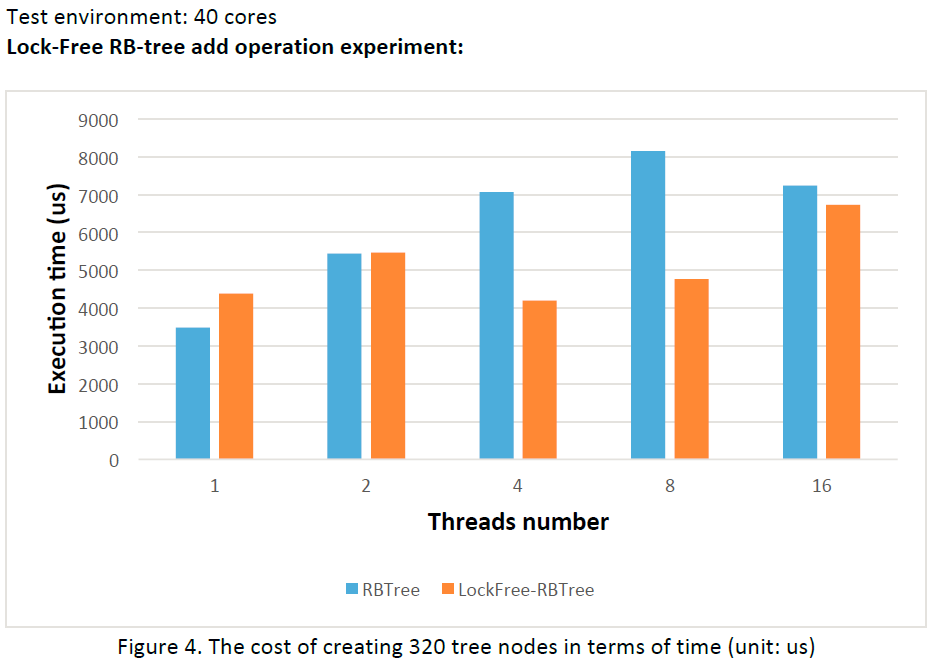 Test environment: 40 cores
Lock-Free RB-tree add operation experiment:
9000
8000
7000
6000
5000
4000
3000
2000
1000
0
Execution time (us)
1 2 4 8 16
Threads number
RBTree LockFree-RBTree
Figure 4. The cost of creating 320 tree nodes in terms of time (unit: us)